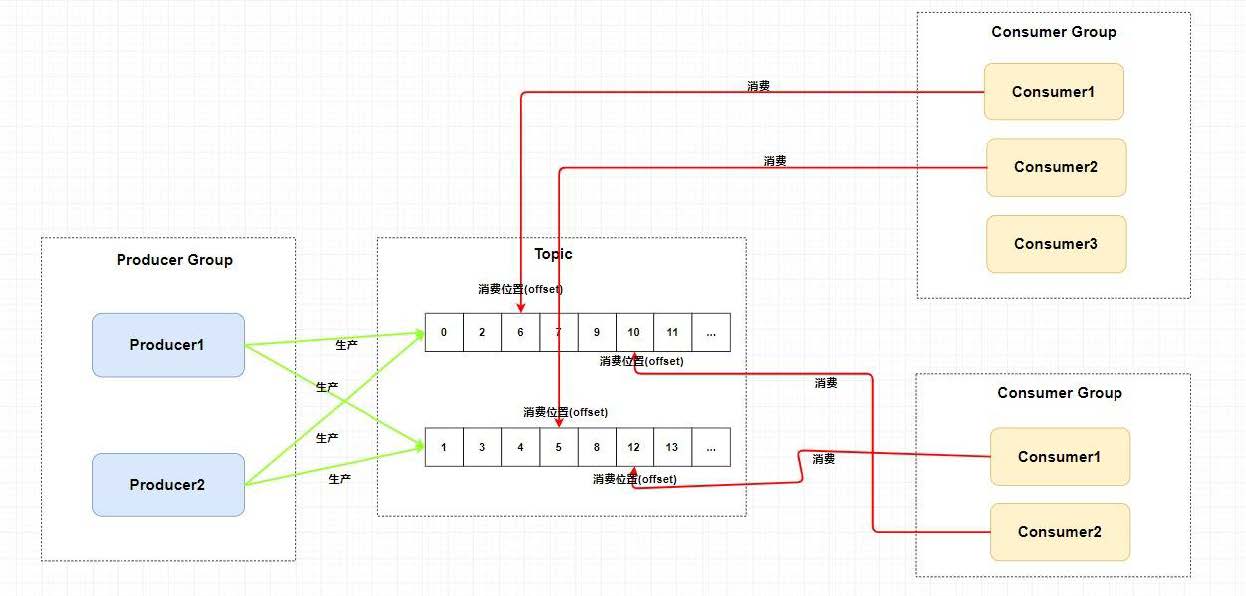 Consumer Group
消费
Consumer1
消费
Consumer2
Consumer3
Producer Group
Topic
消费位置(offset)
Producer1
生产
0 2 6 7 9 10 11 ...
消费位置(offset)
生产
消费
Consumer Group
消费位置(offset)
生产
1 3 4 5 8 12 13 ...
消费
Consumer1
生产
消费位置(offset)
Producer2
Consumer2